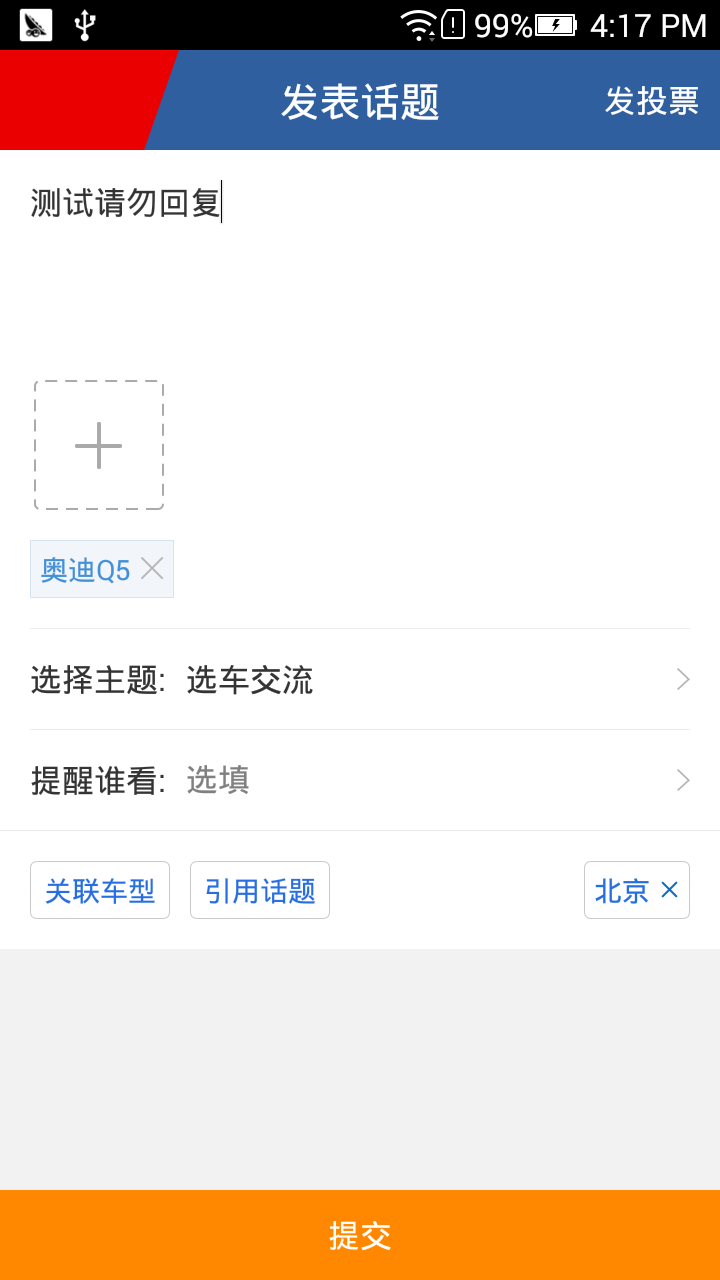 99% 4:17 PM
发表话题 发投票
测试请勿回复
奥迪Q5
选择主题: 选车交流
提醒谁看: 选填
关联车型 引用话题 北京
提交